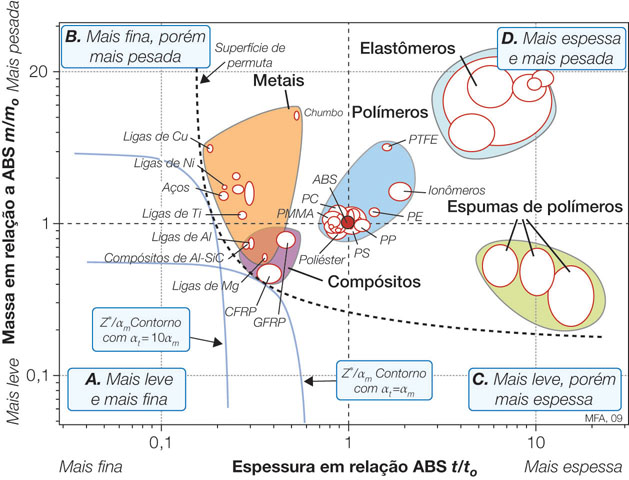 Mais pesada
Massa em relação a ABS m/mo
Mais leve
20
1
0,1
B. Mais fina, porém
mais pesada
Superfície de
permuta
Metais
Chumbo
Ligas de Cu
Ligas de Ni
Aços
Ligas de Ti
Ligas de Al
Compósitos de Al-SiC
Ligas de Mg
CFRP
GFRP
Compósitos
Elastômeros
D. Mais espessa
e mais pesada
Polímeros
PTFE
ABS
Ionômeros
PC
PMMA
PE
PP
PS
Poliéster
Espumas de polímeros
Z*/αm Contorno
com αt = 10αm
Z*/αm Contorno
com αt=αm
A. Mais leve
e mais fina
C. Mais leve, porém
mais espessa
MFA, 09
0,1
1
10
Mais fina
Espessura em relação ABS t/to
Mais espessa